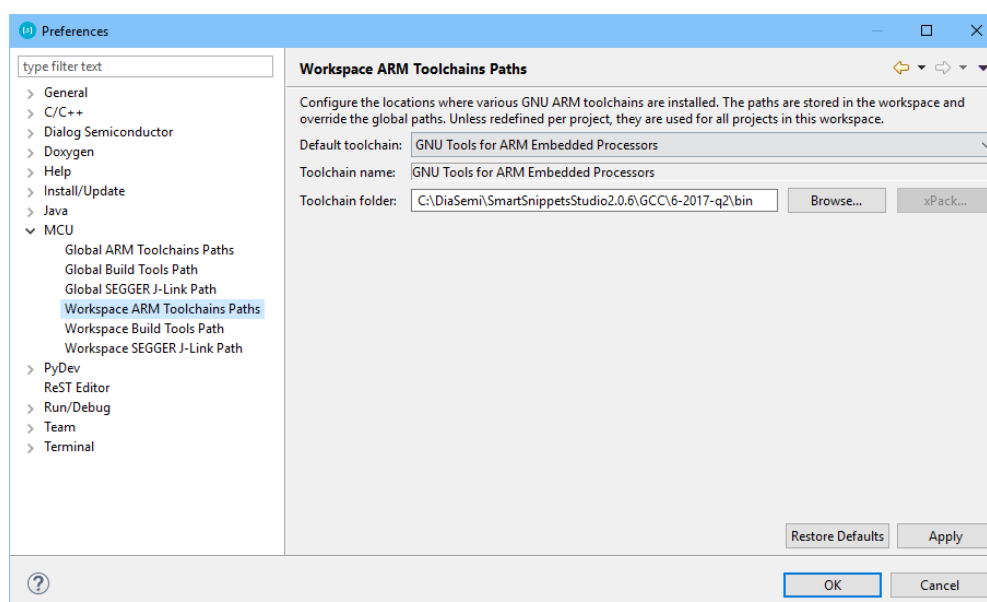 Preferences
type filter text
General
C/C++
Dialog Semiconductor
Doxygen
Help
Install/Update
Java
MCU
Global ARM Toolchains Paths
Global Build Tools Path
Global SEGGER J-Link Path
Workspace ARM Toolchains Paths
Workspace Build Tools Path
Workspace SEGGER J-Link Path
PyDev
ReST Editor
Run/Debug
Team
Terminal
Workspace ARM Toolchains Paths
Configure the locations where various GNU ARM toolchains are installed. The paths are stored in the workspace and
override the global paths. Unless redefined per project, they are used for all projects in this workspace.
Default toolchain: GNU Tools for ARM Embedded Processors
Toolchain name: GNU Tools for ARM Embedded Processors
Toolchain folder: C:\DiaSemi\SmartSnippetsStudio2.0.6\GCC\6-2017-q2\bin Browse... xPack...
Restore Defaults Apply
? OK Cancel